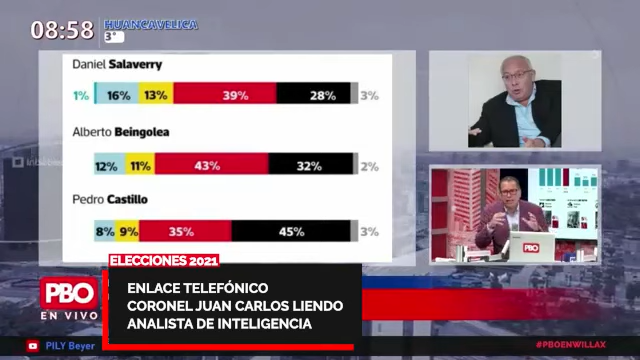 08:58
HUANCAVELICA
3°
Daniel Salaverry
1% 16% 13% 39% 28% 3%
Alberto Beingolea
12% 11% 43% 32% 2%
Pedro Castillo
8% 9% 35% 45% 3%
PBO
PBO
EN VIVO
ELECCIONES 2021
ENLACE TELEFÓNICO
CORONEL JUAN CARLOS LIENDO
ANALISTA DE INTELIGENCIA
PILY Beyer
#PBOENWILLAX